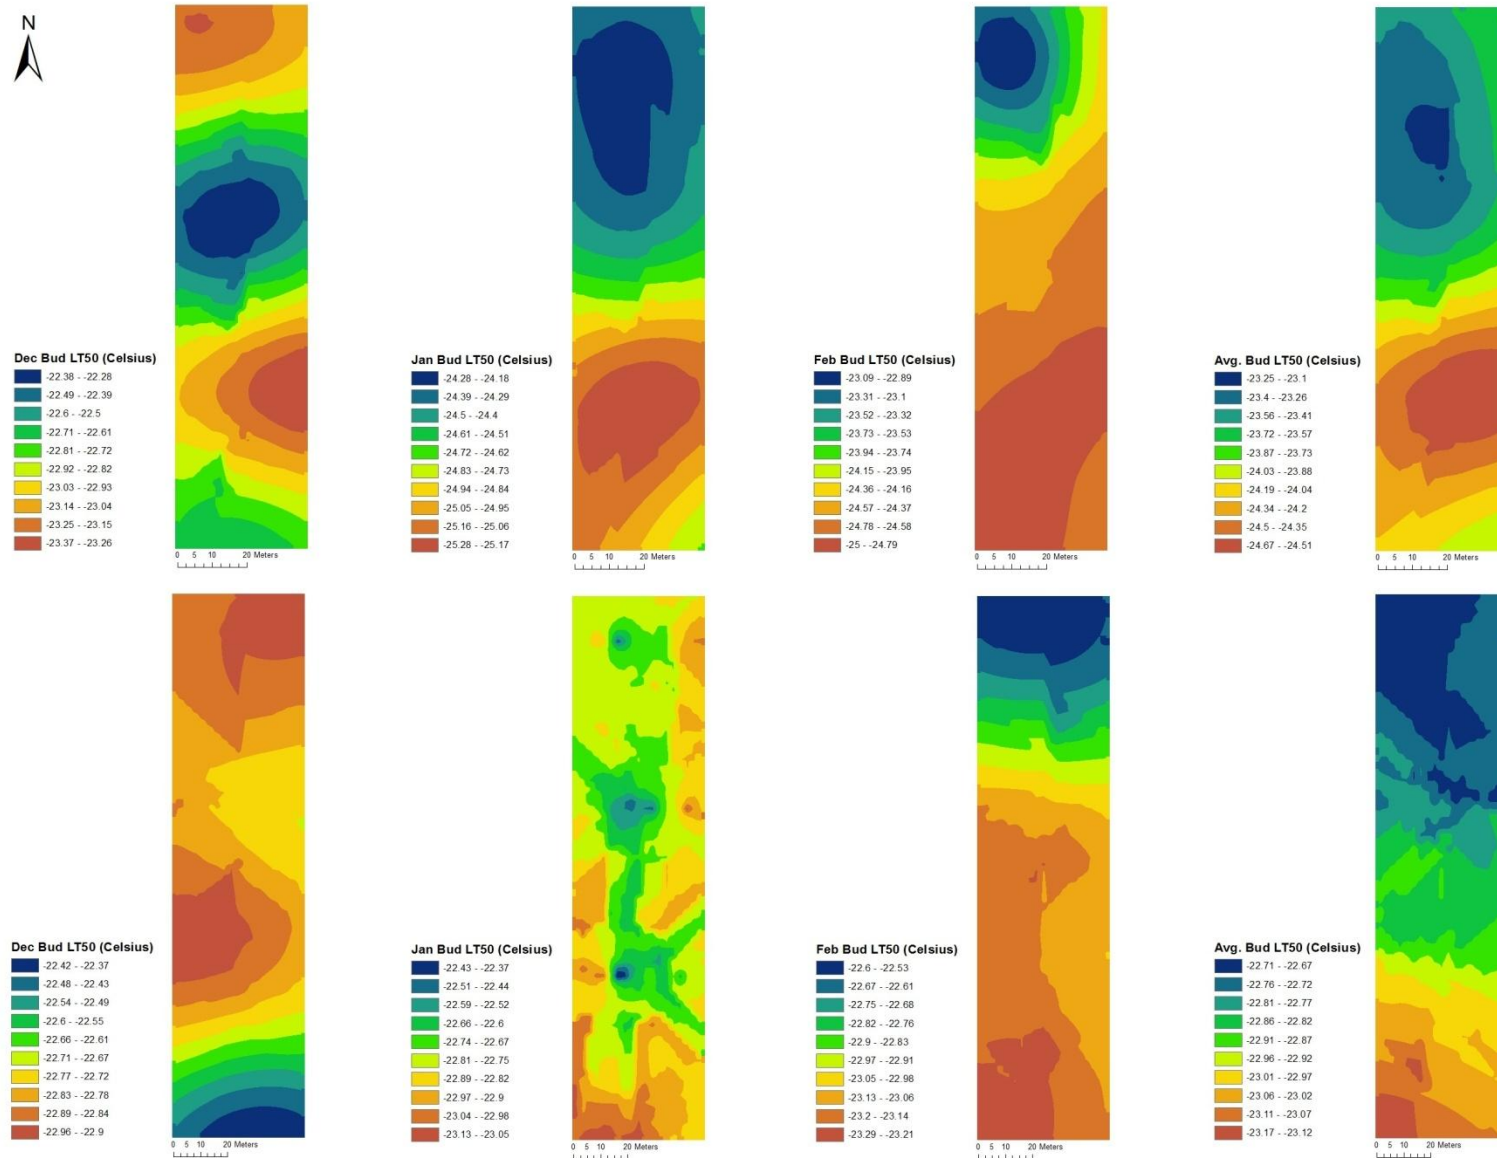 N
Dec Bud LT50 (Celsius)
-22.38 - -22.28
-22.49 - -22.39
-22.6 - -22.5
-22.71 - -22.61
-22.81 - -22.72
-22.92 - -22.82
-23.03 - -22.93
-23.14 - -23.04
-23.25 - -23.15
-23.37 - -23.26
0 5 10 20 Meters
Jan Bud LT50 (Celsius)
-24.28 - -24.18
-24.39 - -24.29
-24.5 - -24.4
-24.61 - -24.51
-24.72 - -24.62
-24.83 - -24.73
-24.94 - -24.84
-25.05 - -24.95
-25.16 - -25.06
-25.28 - -25.17
0 5 10 20 Meters
Feb Bud LT50 (Celsius)
-23.09 - -22.89
-23.31 - -23.1
-23.52 - -23.32
-23.73 - -23.53
-23.94 - -23.74
-24.15 - -23.95
-24.36 - -24.16
-24.57 - -24.37
-24.78 - -24.58
-25 - -24.79
0 5 10 20 Meters
Avg. Bud LT50 (Celsius)
-23.25 - -23.1
-23.4 - -23.26
-23.56 - -23.41
-23.72 - -23.57
-23.87 - -23.73
-24.03 - -23.88
-24.19 - -24.04
-24.34 - -24.2
-24.5 - -24.35
-24.67 - -24.51
0 5 10 20 Meters
Dec Bud LT50 (Celsius)
-22.42 - -22.37
-22.48 - -22.43
-22.54 - -22.49
-22.6 - -22.55
-22.66 - -22.61
-22.71 - -22.67
-22.77 - -22.72
-22.83 - -22.78
-22.89 - -22.84
-22.96 - -22.9
0 5 10 20 Meters
Jan Bud LT50 (Celsius)
-22.43 - -22.37
-22.51 - -22.44
-22.59 - -22.52
-22.66 - -22.6
-22.74 - -22.67
-22.81 - -22.75
-22.89 - -22.82
-22.97 - -22.9
-23.04 - -22.98
-23.13 - -23.05
0 5 10 20 Meters
Feb Bud LT50 (Celsius)
-22.6 - -22.53
-22.67 - -22.61
-22.75 - -22.68
-22.82 - -22.76
-22.9 - -22.83
-22.97 - -22.91
-23.05 - -22.98
-23.13 - -23.06
-23.2 - -23.14
-23.29 - -23.21
0 5 10 20 Meters
Avg. Bud LT50 (Celsius)
-22.71 - -22.67
-22.76 - -22.72
-22.81 - -22.77
-22.86 - -22.82
-22.91 - -22.87
-22.96 - -22.92
-23.01 - -22.97
-23.06 - -23.02
-23.11 - -23.07
-23.17 - -23.12
0 5 10 20 Meters